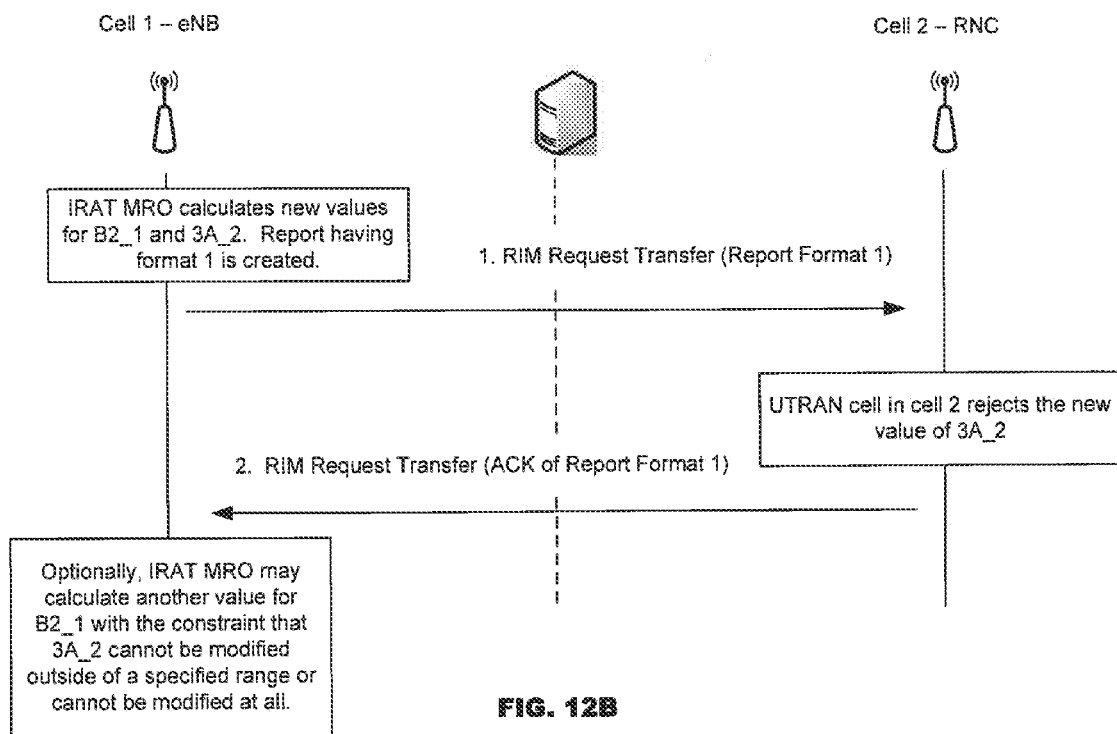 Cell 1 – eNB
Cell 2 – RNC
IRAT MRO calculates new values
for B2_1 and 3A_2.  Report having
format 1 is created.
1. RIM Request Transfer (Report Format 1)
UTRAN cell in cell 2 rejects the new
value of 3A_2
2.  RIM Request Transfer (ACK of Report Format 1)
Optionally, IRAT MRO may
calculate another value for
B2_1 with the constraint that
3A_2 cannot be modified
outside of a specified range or
cannot be modified at all.
FIG. 12B